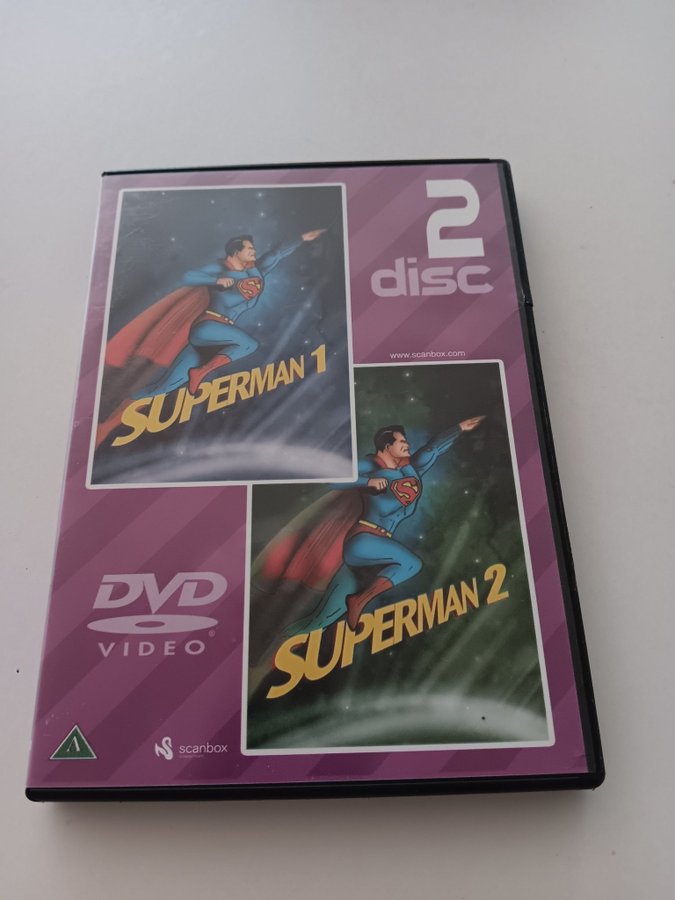 2
disc
www.scanbox.com
SUPERMAN 1
SUPERMAN 2
DVD
VIDEO
®
A
scanbox